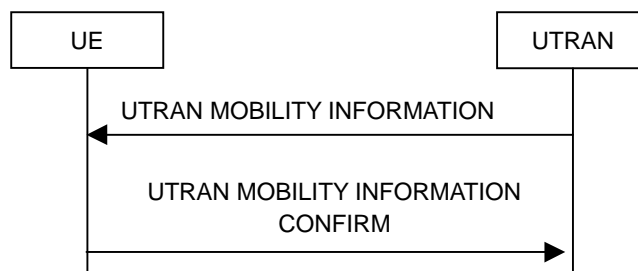 UE
UTRAN
UTRAN MOBILITY INFORMATION
UTRAN MOBILITY INFORMATION
CONFIRM